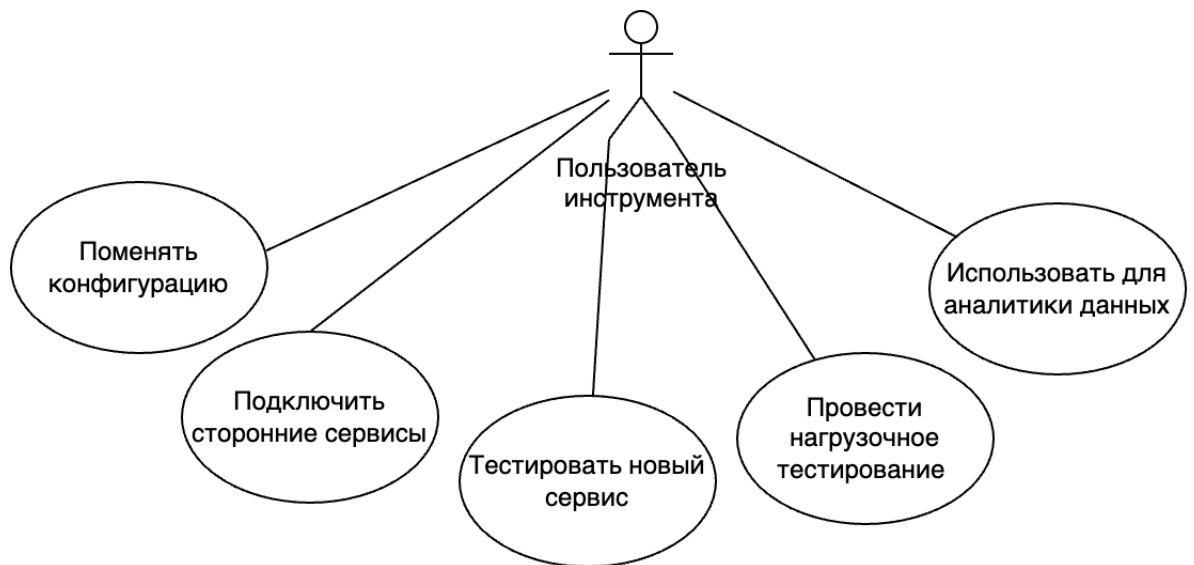 Пользователь
инструмента
Поменять
конфигурацию
Подключить
сторонние сервисы
Тестировать новый
сервис
Провести
нагрузочное
тестирование
Использовать для
аналитики данных